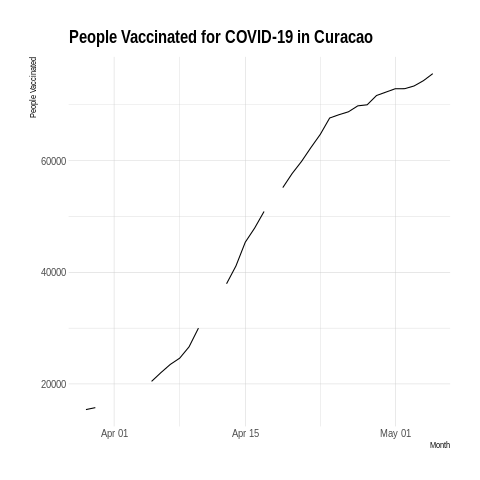 People Vaccinated for COVID-19 in Curacao
People Vaccinated
60000
40000
20000
Apr 01 Apr 15 May 01
Month